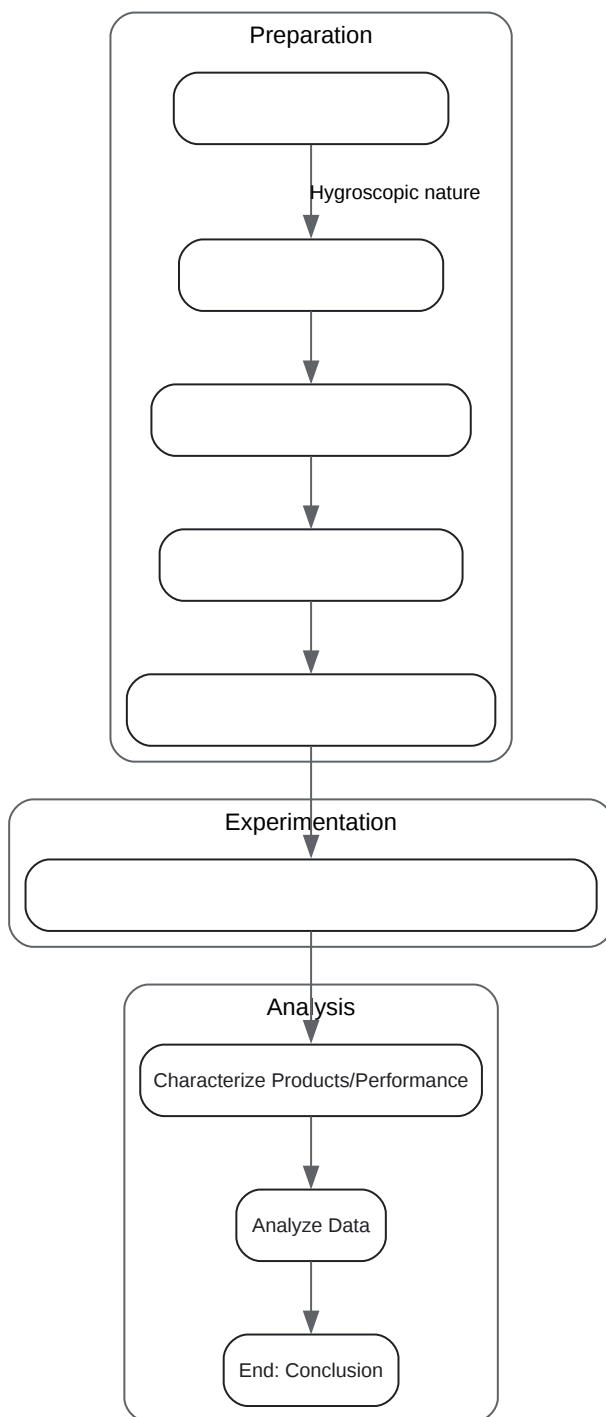 Preparation
Hygroscopic nature
Experimentation
Analysis
Characterize Products/Performance
Analyze Data
End: Conclusion